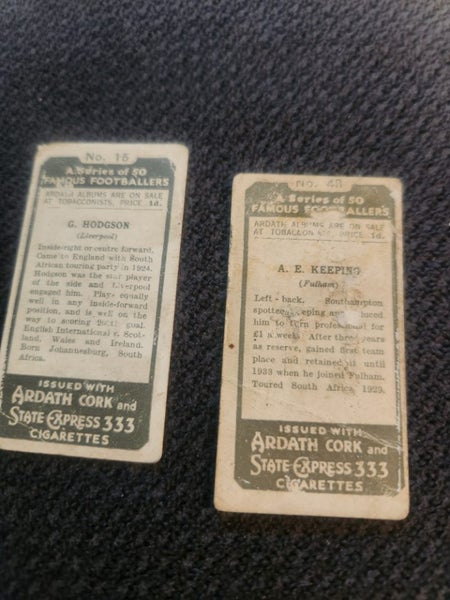 No. 15
A Series of 50
FAMOUS FOOTBALLERS
ARDATH ALBUMS ARE ON SALE
AT TOBACCONISTS, PRICE 1d.
G. HODGSON
(Liverpool)
Inside-right or centre forward.
Came to England with South
African touring party in 1924.
Hodgson was the star player
of the side and Liverpool
engaged him. Plays equally
well in any inside-forward
position, and is well on the
way to scoring goal.
English International v. Scot-
land, Wales and Ireland.
Born Johannesburg, South
Africa.
ISSUED WITH
ARDATH CORK and
STATE EXPRESS 333
CIGARETTES
No. 48
A Series of 50
FAMOUS FOOTBALLERS
ARDATH ALBUMS ARE ON SALE
AT TOBACCONISTS, PRICE 1d.
A. E. KEEPING
(Fulham)
Left-back. Southampton
spotted Keeping and
him to turn professional for
£1 a week. After three years
as reserve, gained first team
place and retained it until
1933 when he joined Fulham.
Toured South Africa 1929.
ISSUED WITH
ARDATH CORK and
STATE EXPRESS 333
CIGARETTES